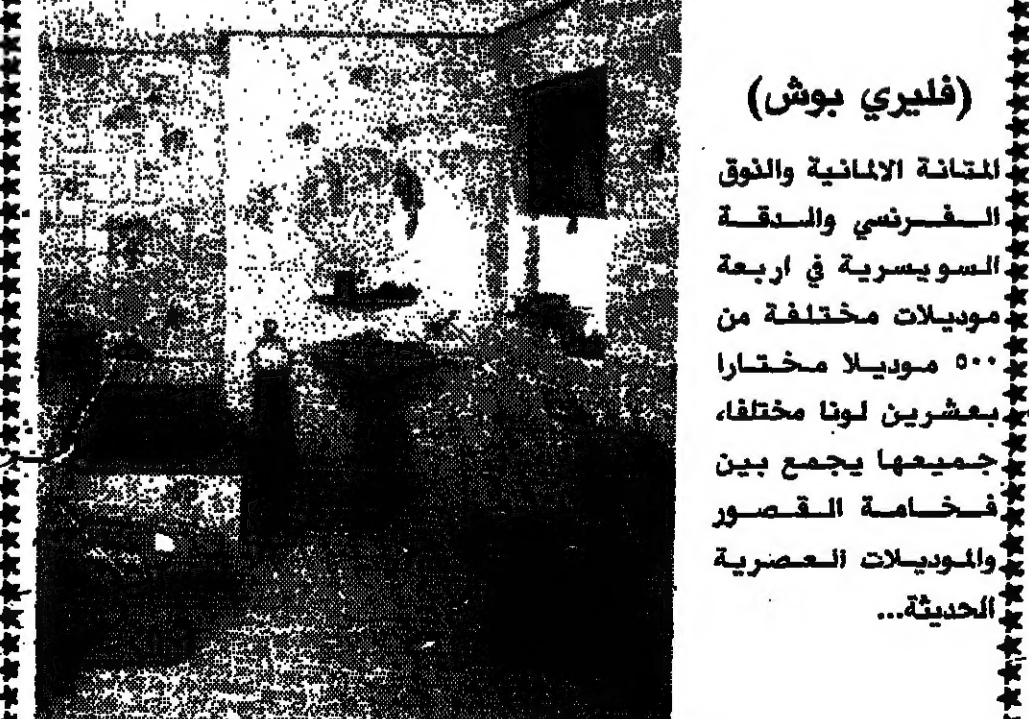 (فليري بوش)
المتانة الالمانية والذوق
الفرنسي والدقة
السويسرية في اربعة
موديلات مختلفة من
٥٠٠ موديلا مختارا
بعشرين لونا مختلفا،
جميعها يجمع بين
فخامة القصور
والموديلات العصرية
الحديثة...